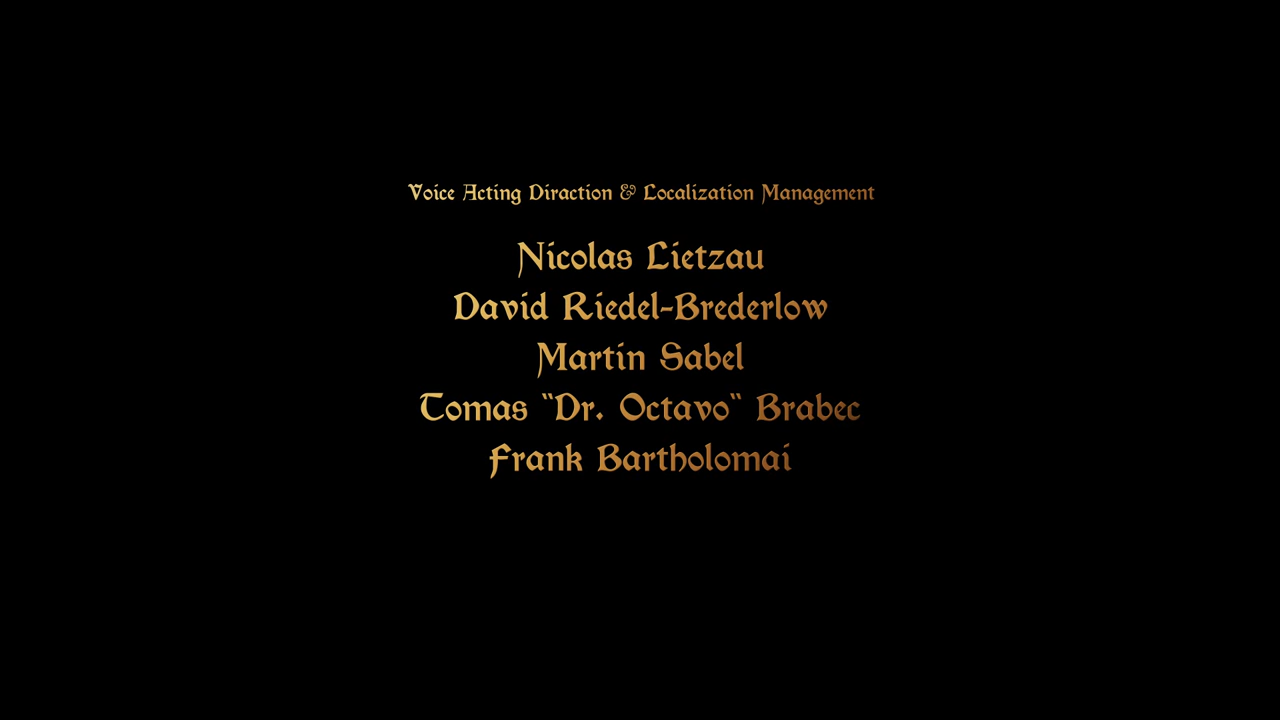 Voice Acting Diraction & Localization Management
Nicolas Lietzau
David Riedel-Brederlow
Martin Sabel
Tomas "Dr. Octavo" Brabec
Frank Bartholomai